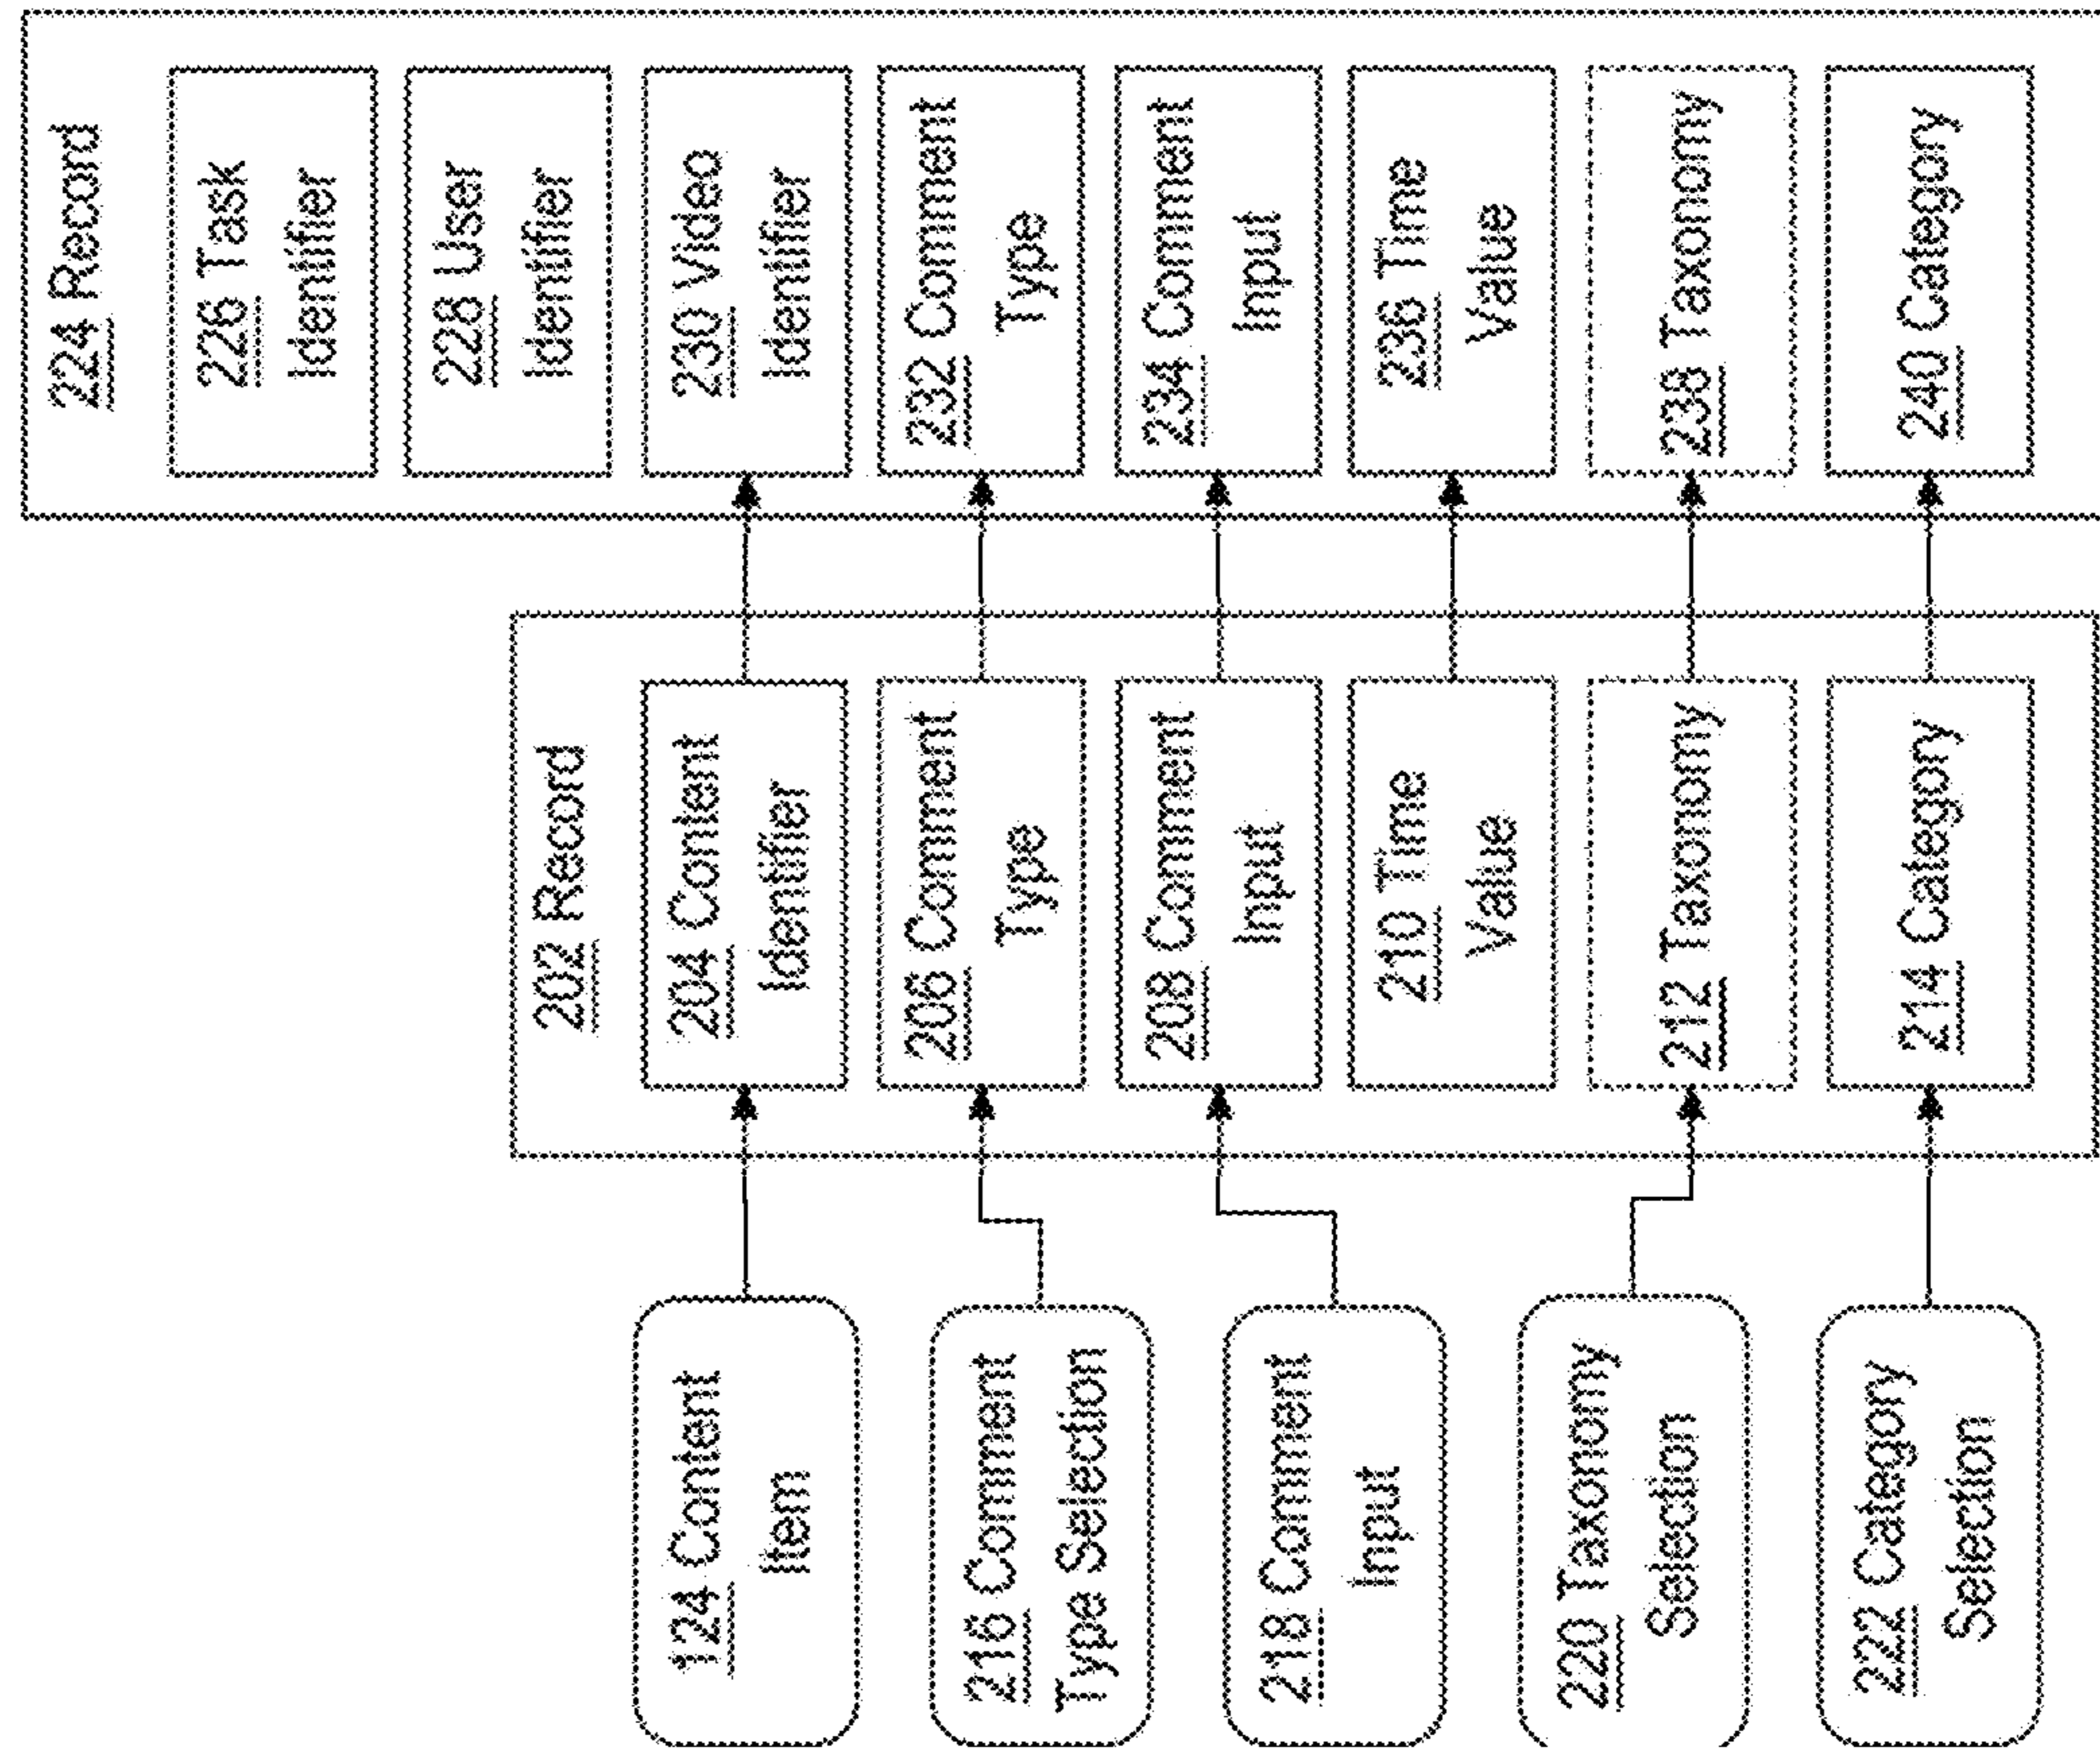 124 Content
Item
216 Comment
Type Selection
218 Comment
Input
220 Taxonomy
Selection
222 Category
Selection
202 Record
204 Content
Identifier
206 Comment
Type
208 Comment
Input
210 Time
Value
212 Taxonomy
214 Category
224 Record
226 Task
Identifier
228 User
Identifier
230 Video
Identifier
232 Comment
Type
234 Comment
Input
236 Time
Value
238 Taxonomy
240 Category